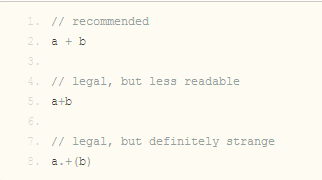 1. // recommended
2. a + b
3.
4. // legal, but less readable
5. a+b
6.
7. // legal, but definitely strange
8. a.+(b)